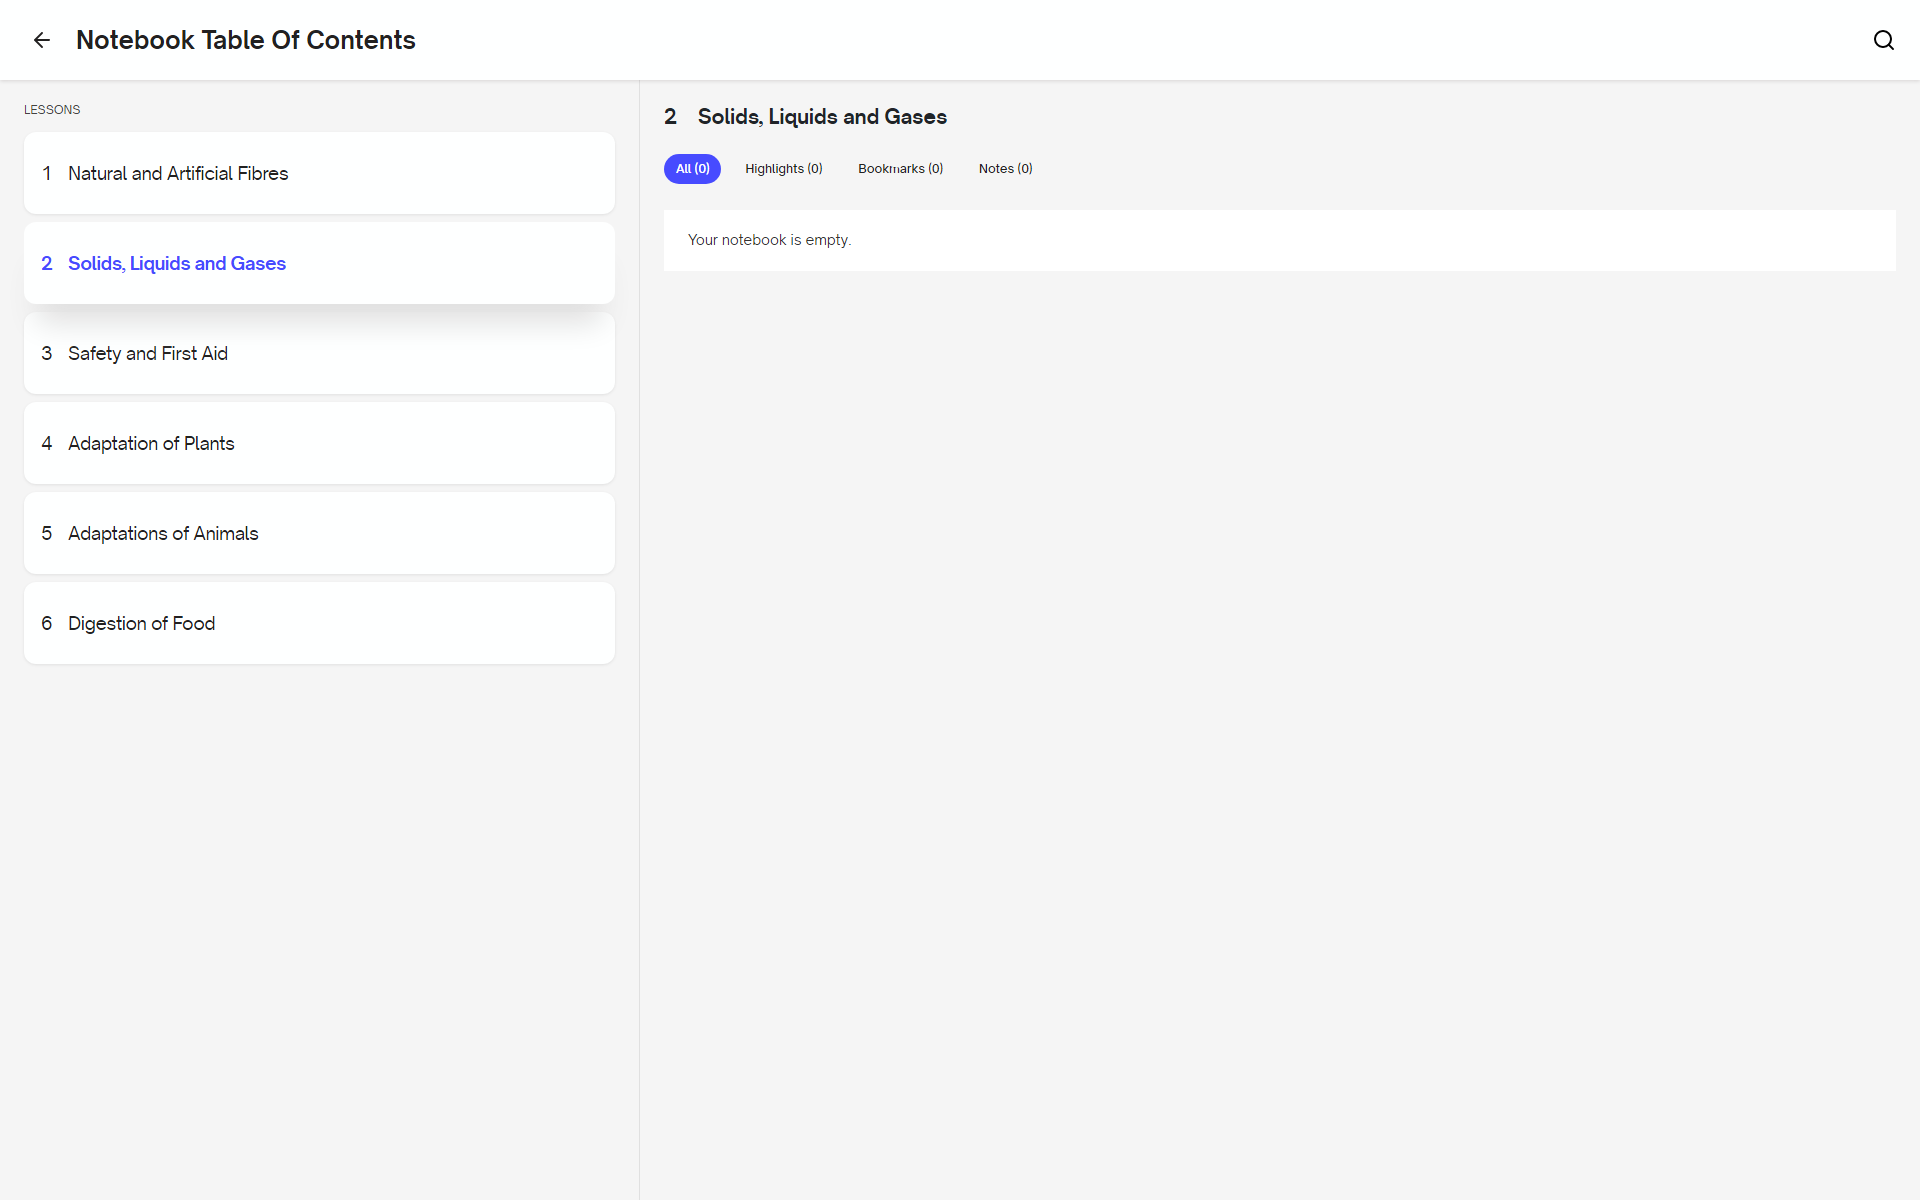 Notebook Table Of Contents
LESSONS
1 Natural and Artificial Fibres
2 Solids, Liquids and Gases
3 Safety and First Aid
4 Adaptation of Plants
5 Adaptations of Animals
6 Digestion of Food
2 Solids, Liquids and Gases
All (0) Highlights (0) Bookmarks (0) Notes (0)
Your notebook is empty.